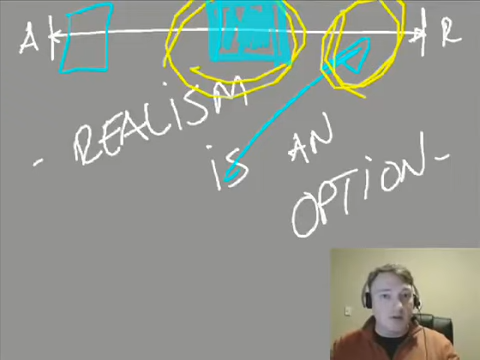 A R
- REALISM
is AN
OPTION -